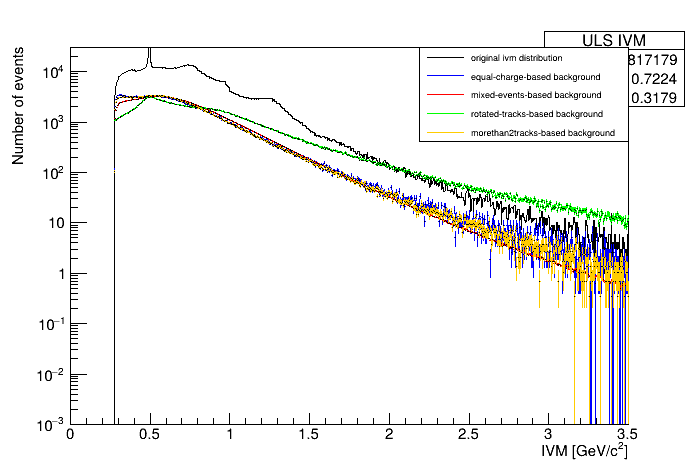 ULS IVM
817179
0.7224
0.3179
original ivm distribution
equal-charge-based background
mixed-events-based background
rotated-tracks-based background
morethan2tracks-based background
Number of events
10⁴
10³
10²
10
1
10⁻¹
10⁻²
10⁻³
0 0.5 1 1.5 2 2.5 3 3.5
IVM [GeV/c²]